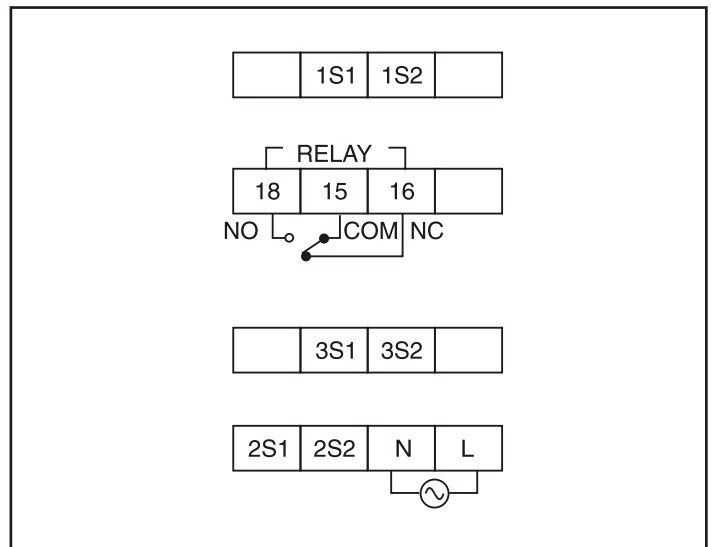 1S1 1S2
RELAY
18 15 16
NO COM NC
3S1 3S2
2S1 2S2 N L